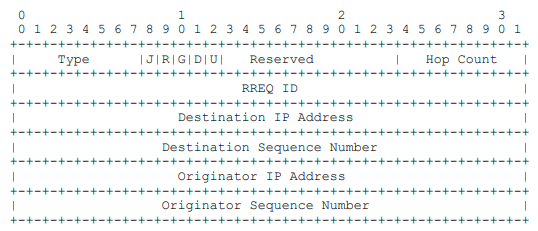 0                   1                   2                   3
0 1 2 3 4 5 6 7 8 9 0 1 2 3 4 5 6 7 8 9 0 1 2 3 4 5 6 7 8 9 0 1
+-+-+-+-+-+-+-+-+-+-+-+-+-+-+-+-+-+-+-+-+-+-+-+-+-+-+-+-+-+-+-+-+
|     Type      |J|R|G|D|U|   Reserved          |   Hop Count   |
+-+-+-+-+-+-+-+-+-+-+-+-+-+-+-+-+-+-+-+-+-+-+-+-+-+-+-+-+-+-+-+-+
|                            RREQ ID                            |
+-+-+-+-+-+-+-+-+-+-+-+-+-+-+-+-+-+-+-+-+-+-+-+-+-+-+-+-+-+-+-+-+
|                    Destination IP Address                     |
+-+-+-+-+-+-+-+-+-+-+-+-+-+-+-+-+-+-+-+-+-+-+-+-+-+-+-+-+-+-+-+-+
|                  Destination Sequence Number                  |
+-+-+-+-+-+-+-+-+-+-+-+-+-+-+-+-+-+-+-+-+-+-+-+-+-+-+-+-+-+-+-+-+
|                    Originator IP Address                      |
+-+-+-+-+-+-+-+-+-+-+-+-+-+-+-+-+-+-+-+-+-+-+-+-+-+-+-+-+-+-+-+-+
|                  Originator Sequence Number                   |
+-+-+-+-+-+-+-+-+-+-+-+-+-+-+-+-+-+-+-+-+-+-+-+-+-+-+-+-+-+-+-+-+